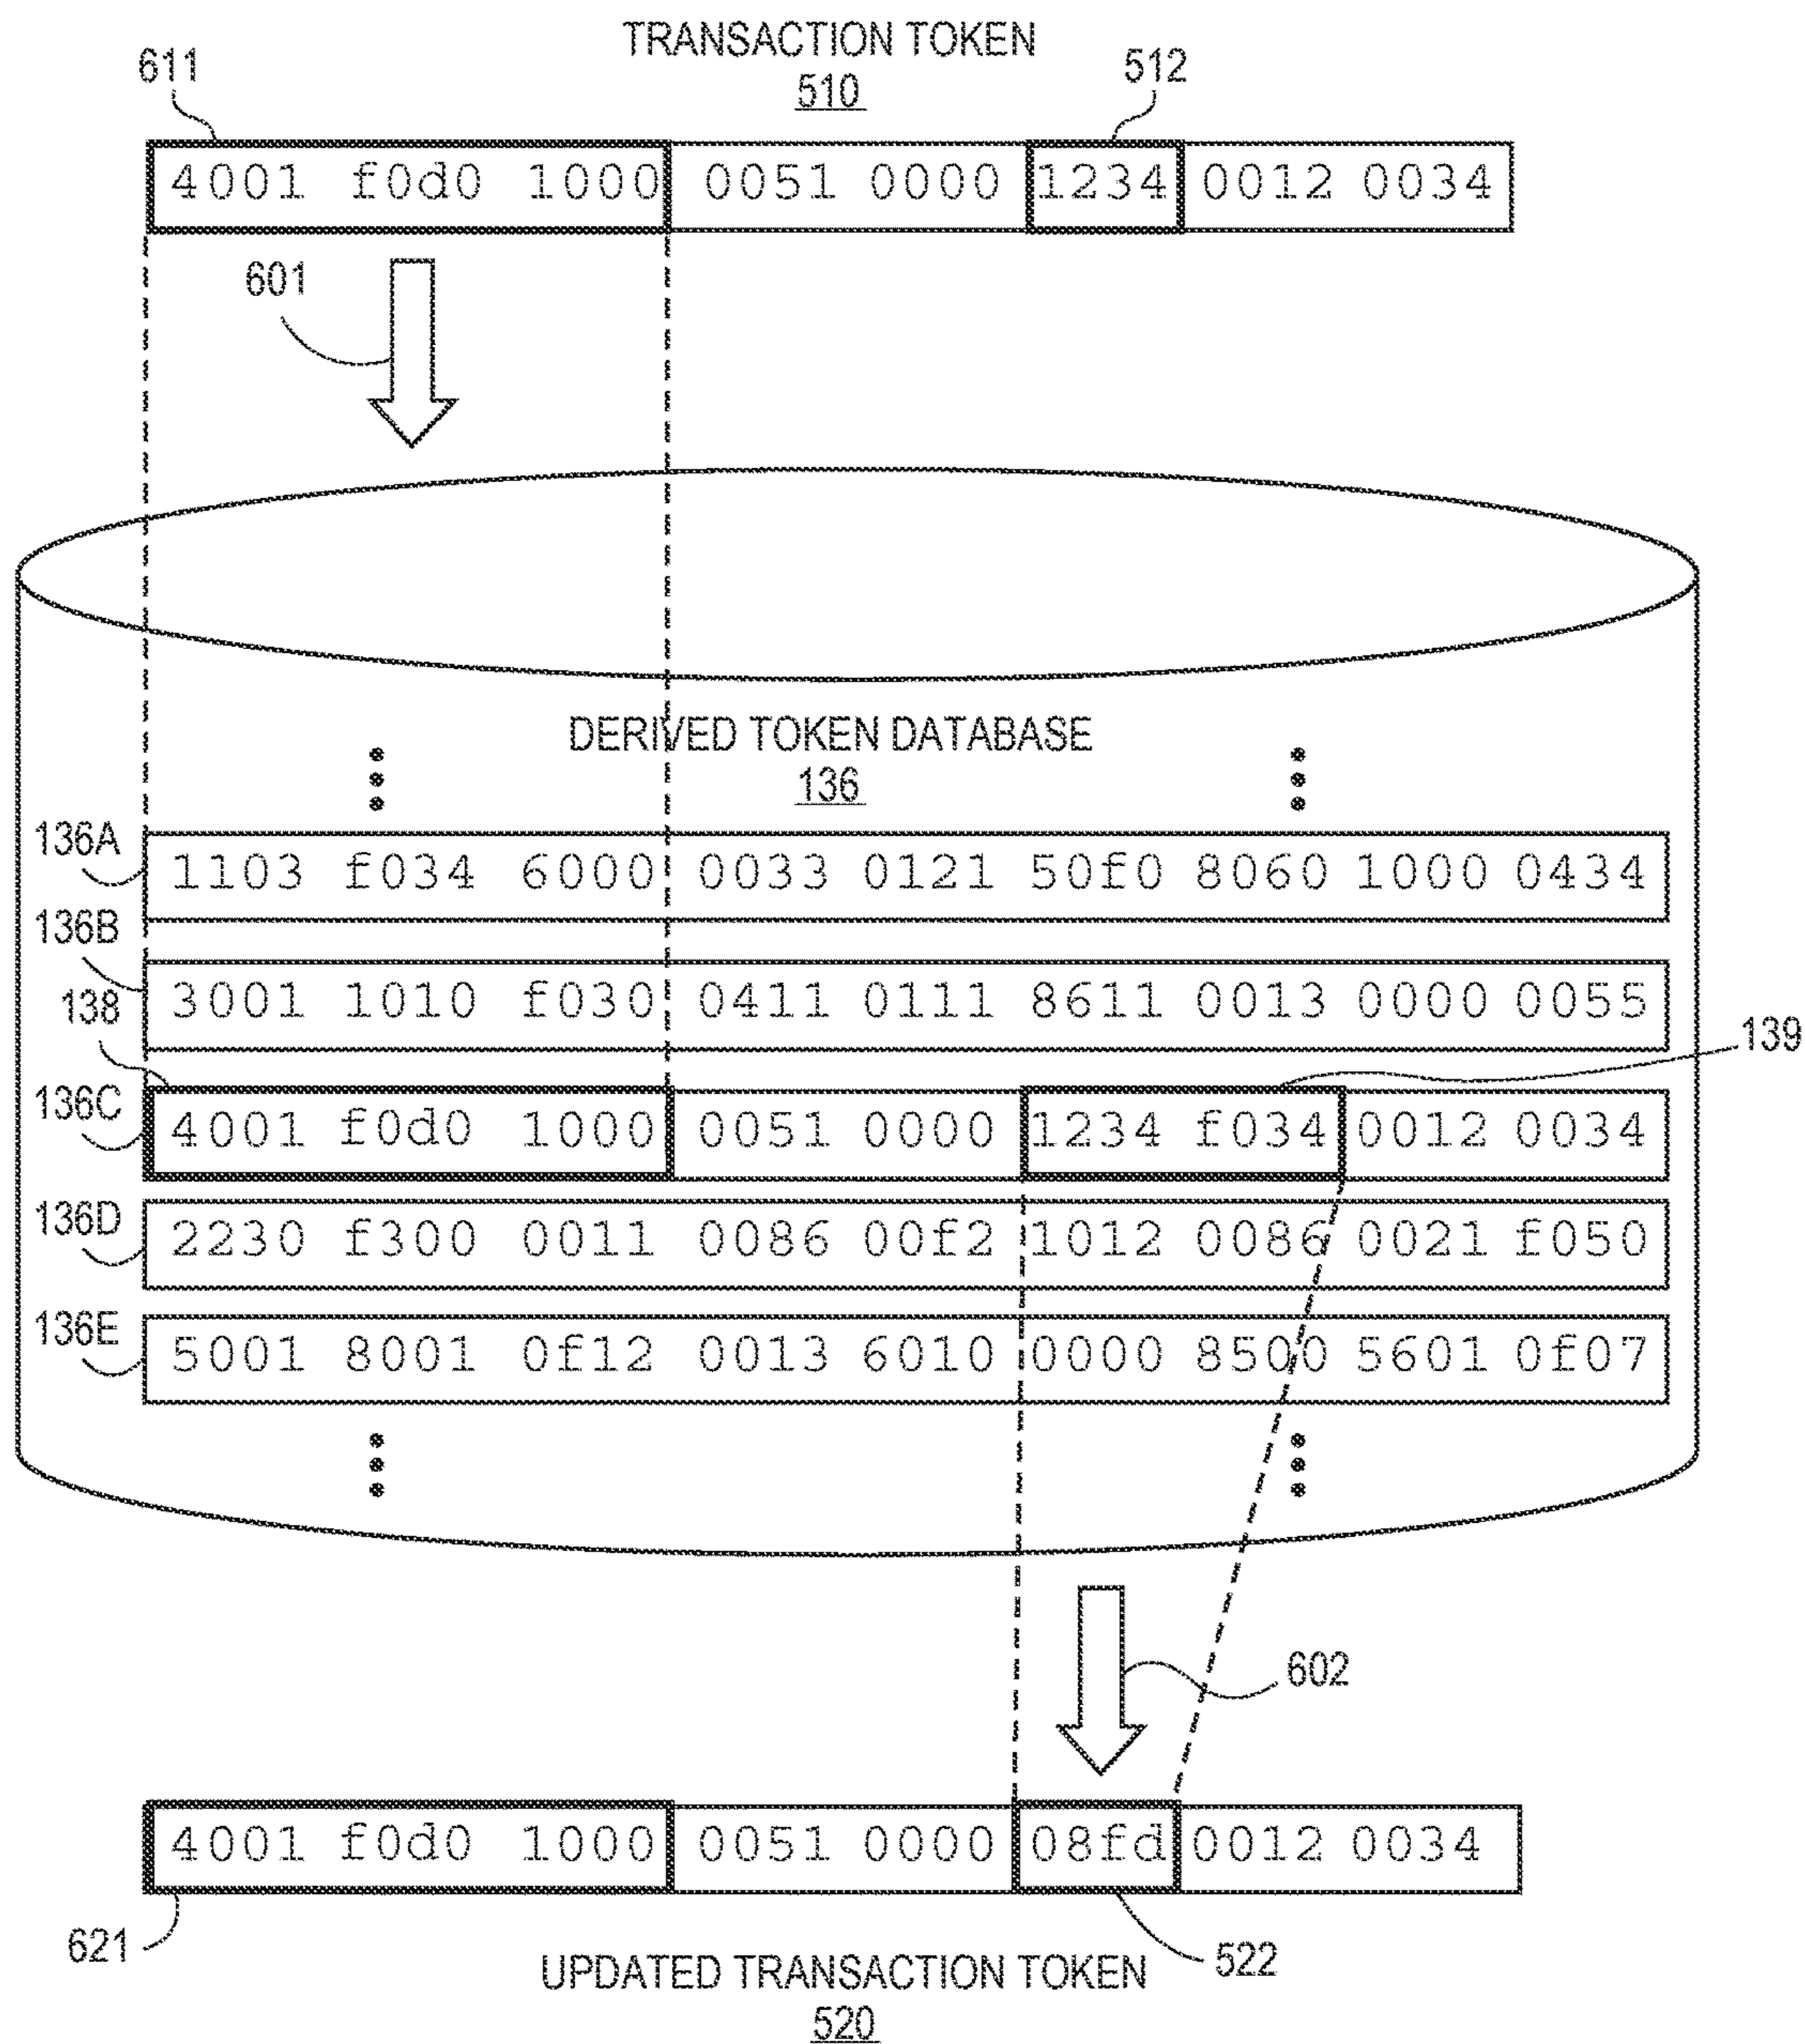 TRANSACTION TOKEN
611
510
512
4001 f0d0 1000 0051 0000 1234 0012 0034
601
DERIVED TOKEN DATABASE
136
136A
1103 f034 6000 0033 0121 50f0 8060 1000 0434
136B
3001 1010 f030 0411 0111 8611 0013 0000 0055
138
139
136C
4001 f0d0 1000 0051 0000 1234 f034 0012 0034
136D
2230 f300 0011 0086 00f2 1012 0086 0021 f050
136E
5001 8001 0f12 0013 6010 0000 8500 5601 0f07
602
4001 f0d0 1000 0051 0000 08fd 0012 0034
621
522
UPDATED TRANSACTION TOKEN
520